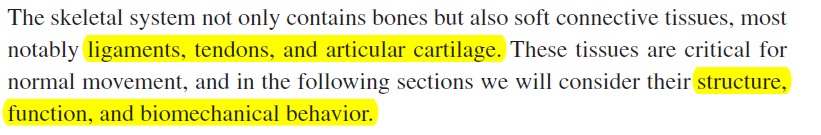 The skeletal system not only contains bones but also soft connective tissues, most
notably ligaments, tendons, and articular cartilage. These tissues are critical for
normal movement, and in the following sections we will consider their structure,
function, and biomechanical behavior.